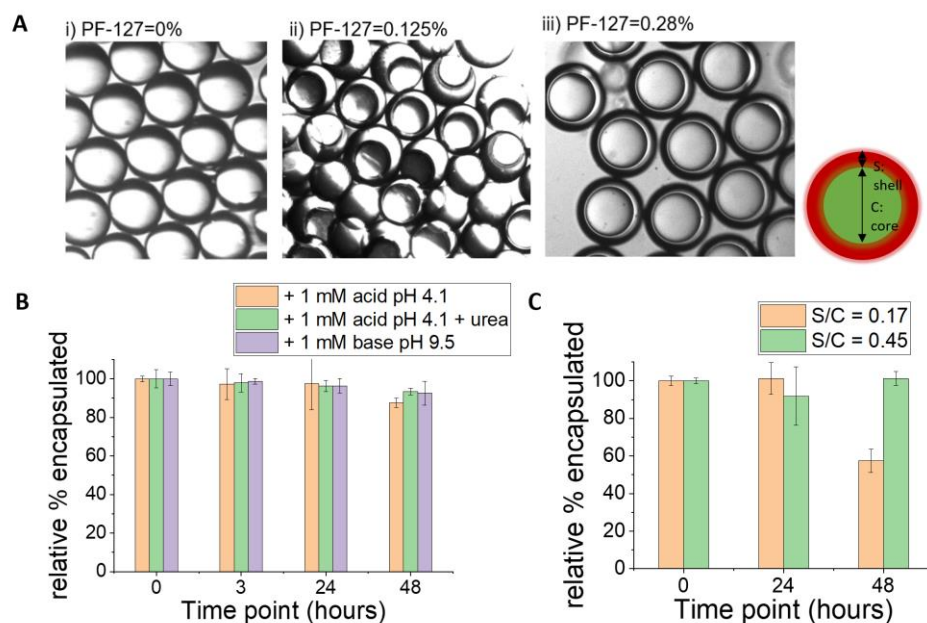 A
i) PF-127=0%
ii) PF-127=0.125%
iii) PF-127=0.28%
S:
shell
C:
core
B
+ 1 mM acid pH 4.1
+ 1 mM acid pH 4.1 + urea
+ 1 mM base pH 9.5
relative % encapsulated
100
80
60
40
20
0
0 3 24 48
Time point (hours)
C
S/C = 0.17
S/C = 0.45
relative % encapsulated
100
80
60
40
20
0
0 24 48
Time point (hours)